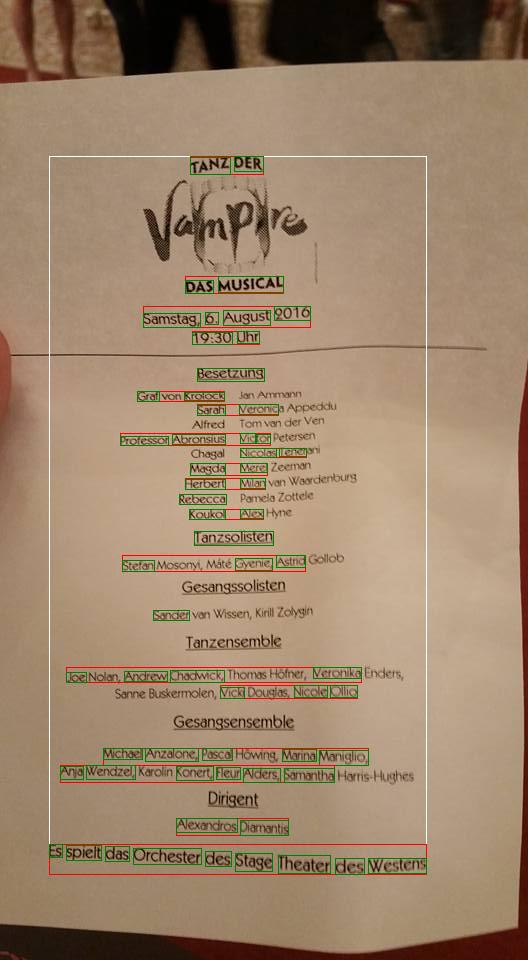 TANZ DER
Vampire
DAS MUSICAL
Samstag, 6. August 2016
19:30 Uhr
Besetzung
Graf von Krolock Jan Ammann
Sarah Veronica Appeddu
Alfred Tom van der Ven
Professor Abronsius Victor Petersen
Chagal Nicolas Tenerani
Magda Merel Zeeman
Herbert Milan van Waardenburg
Rebecca Pamela Zottele
Koukol Alex Hyne
Tanzsolisten
Stefan Mosonyi, Máté Gyenei, Astrid Gollob
Gesangssolisten
Sander van Wissen, Kirill Zolygin
Tanzensemble
Joe Nolan, Andrew Chadwick, Thomas Höfner, Veronika Enders,
Sanne Buskermolen, Vicki Douglas, Nicole Ollio
Gesangsensemble
Michael Anzalone, Pascal Höwing, Marina Maniglio,
Anja Wendzel, Karolin Konert, Fleur Alders, Samantha Harris-Hughes
Dirigent
Alexandros Diamantis
Es spielt das Orchester des Stage Theater des Westens